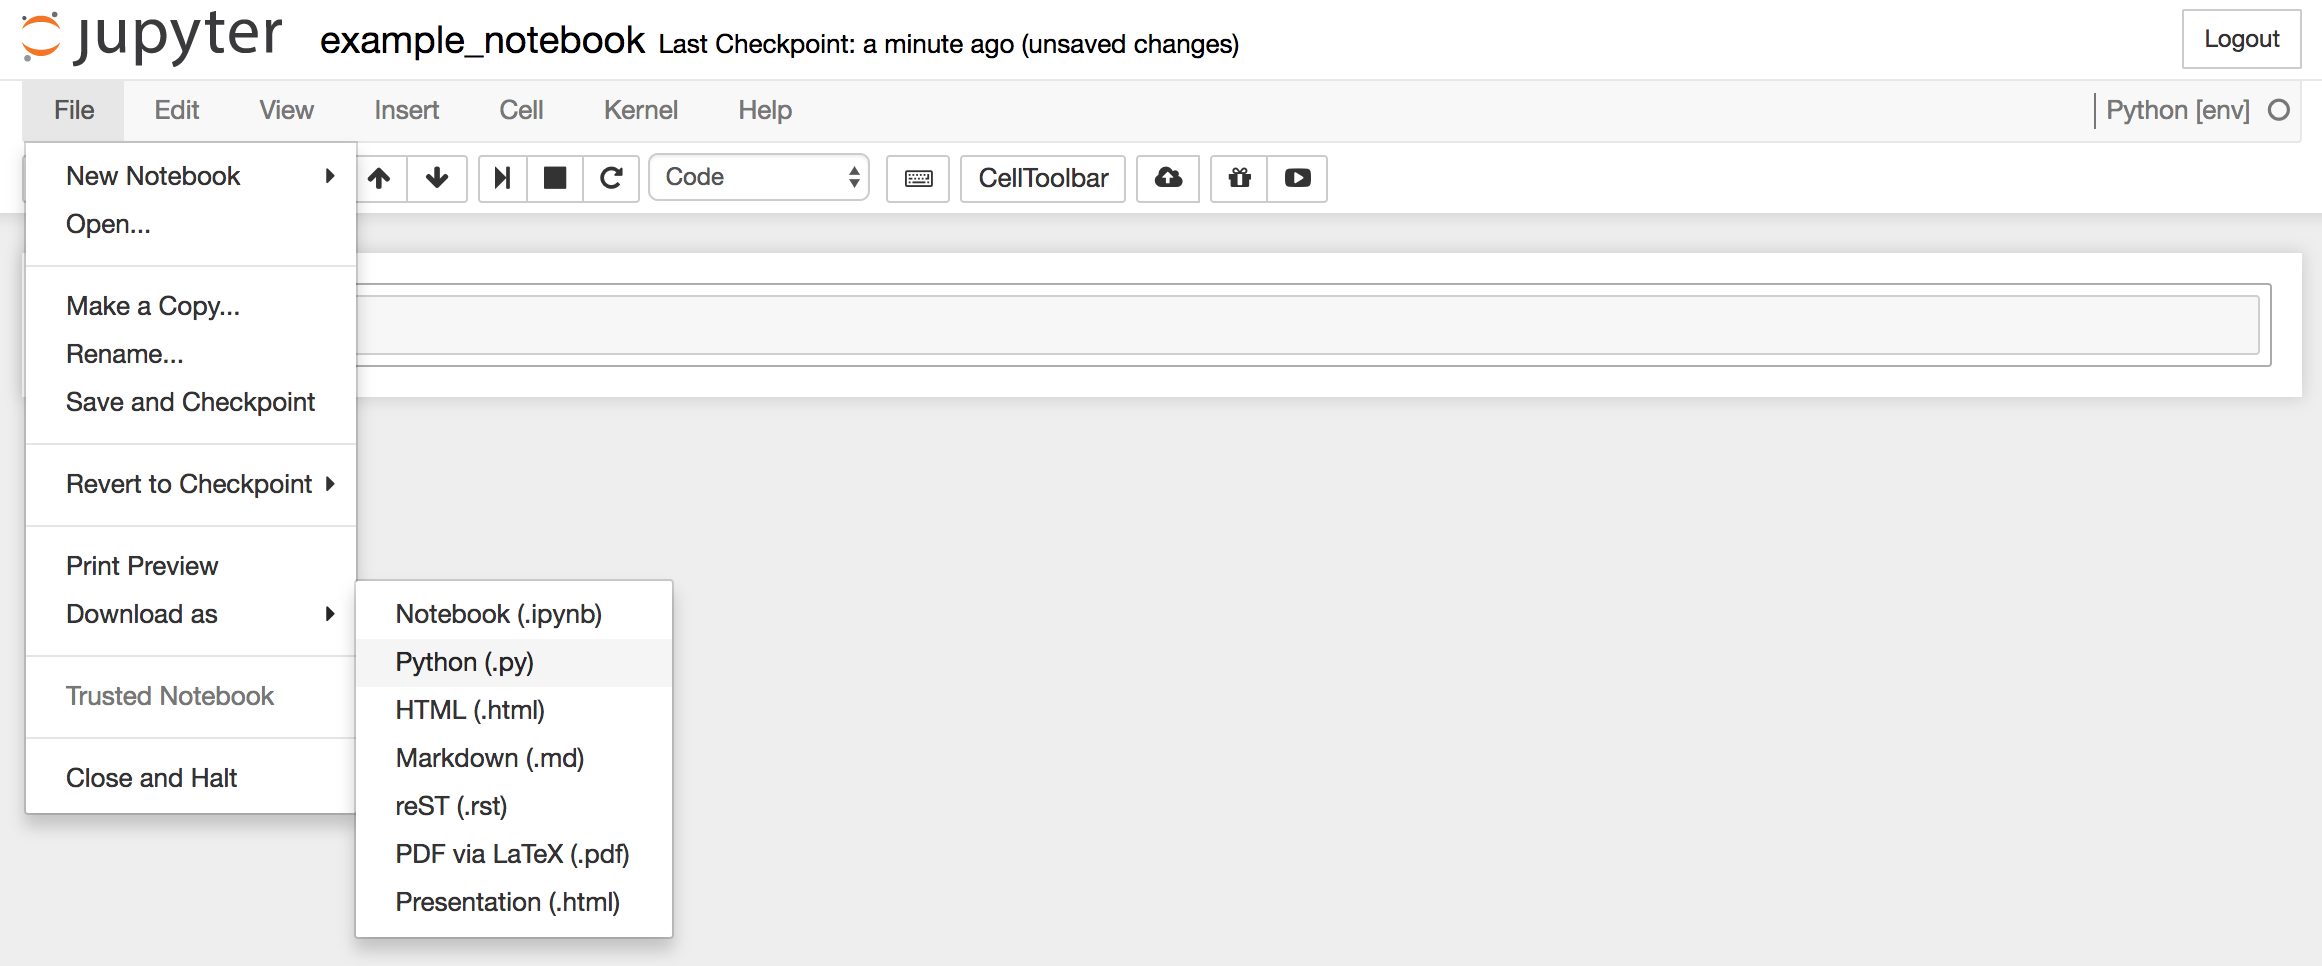 jupyter example_notebook Last Checkpoint: a minute ago (unsaved changes) Logout
File Edit View Insert Cell Kernel Help Python [env]
Code CellToolbar
New Notebook
Open...
Make a Copy...
Rename...
Save and Checkpoint
Revert to Checkpoint
Print Preview
Download as
Trusted Notebook
Close and Halt
Notebook (.ipynb)
Python (.py)
HTML (.html)
Markdown (.md)
reST (.rst)
PDF via LaTeX (.pdf)
Presentation (.html)